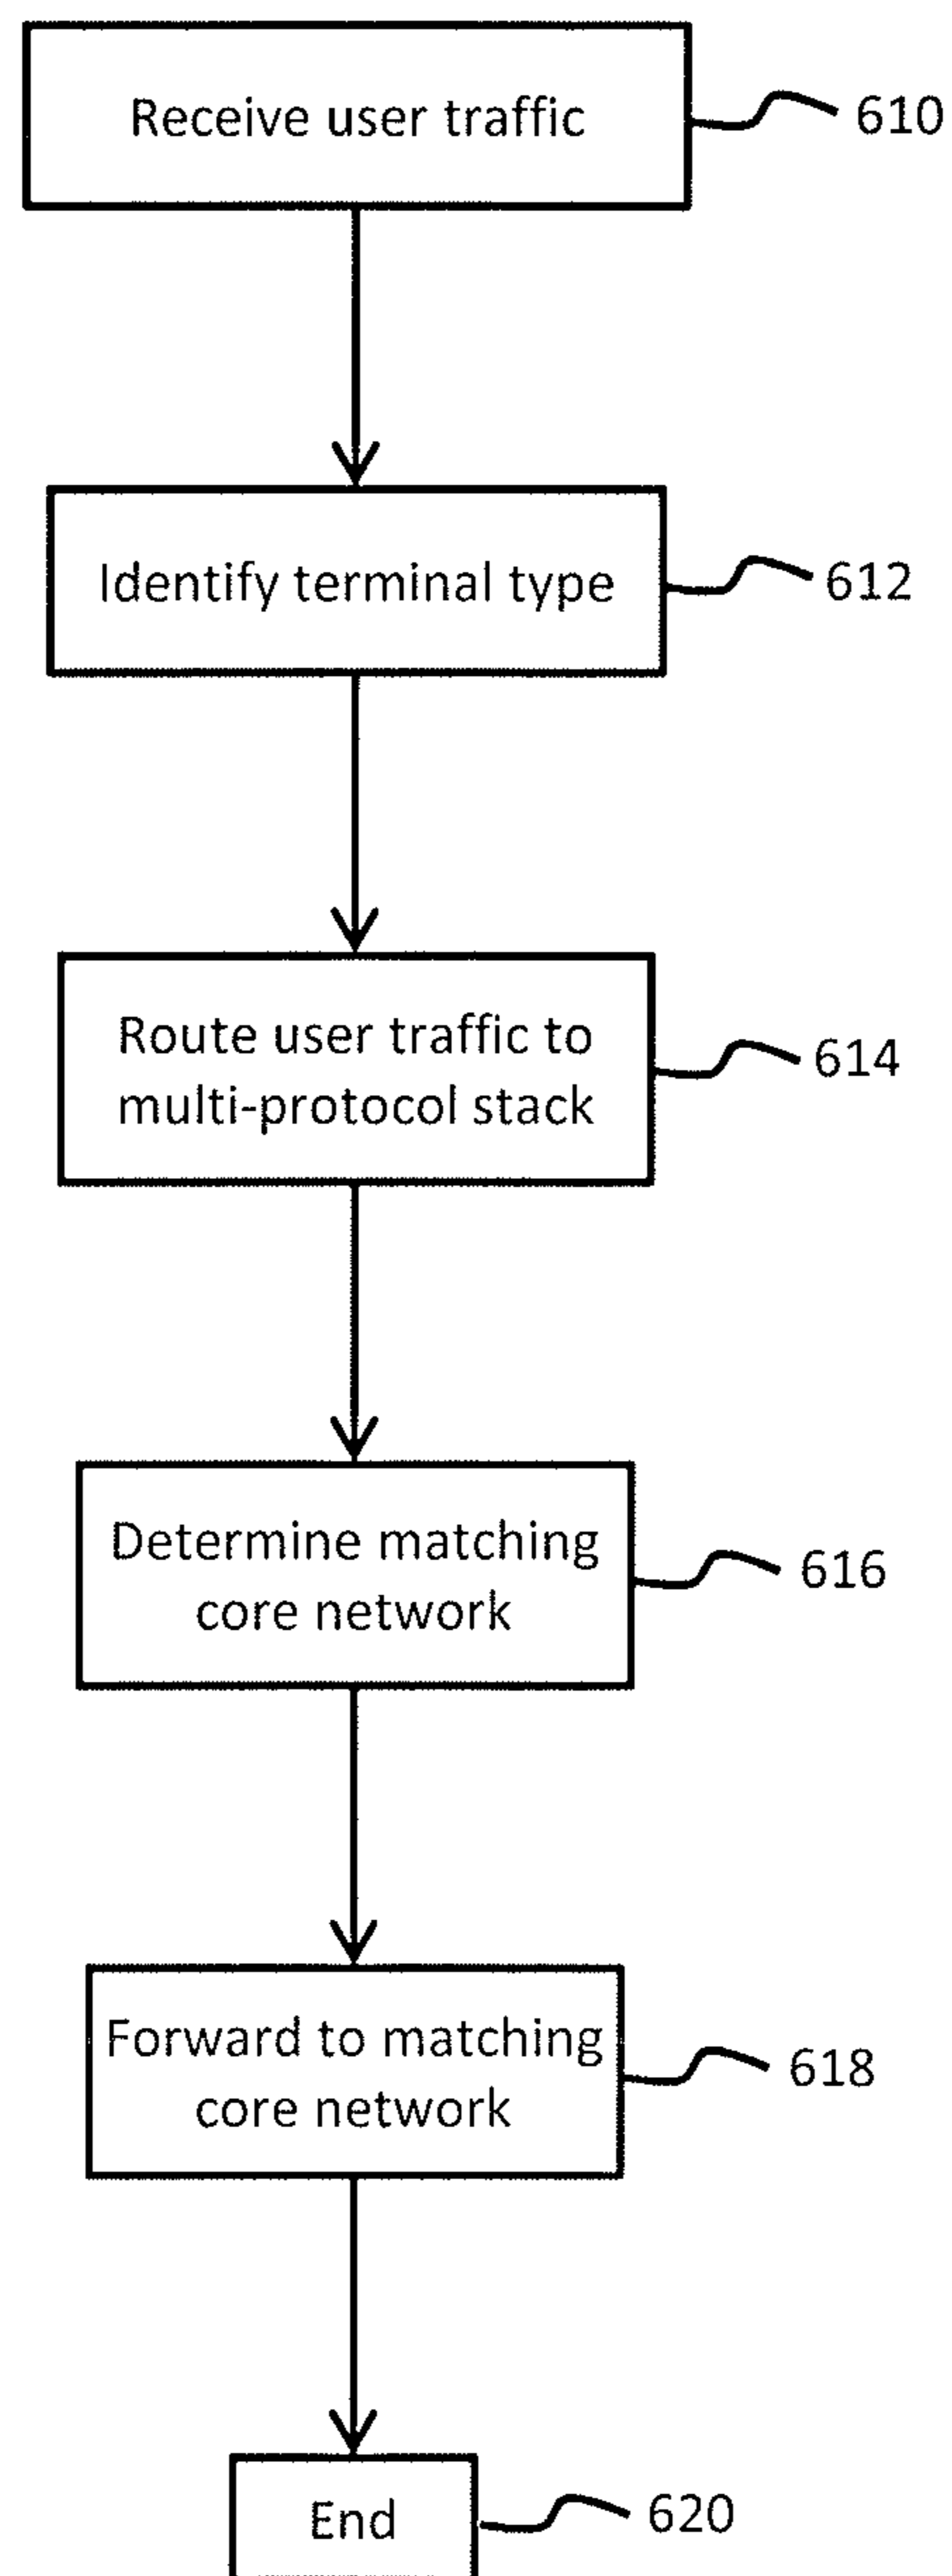 Receive user traffic
610
Identify terminal type
612
Route user traffic to
multi-protocol stack
614
Determine matching
core network
616
Forward to matching
core network
618
End
620